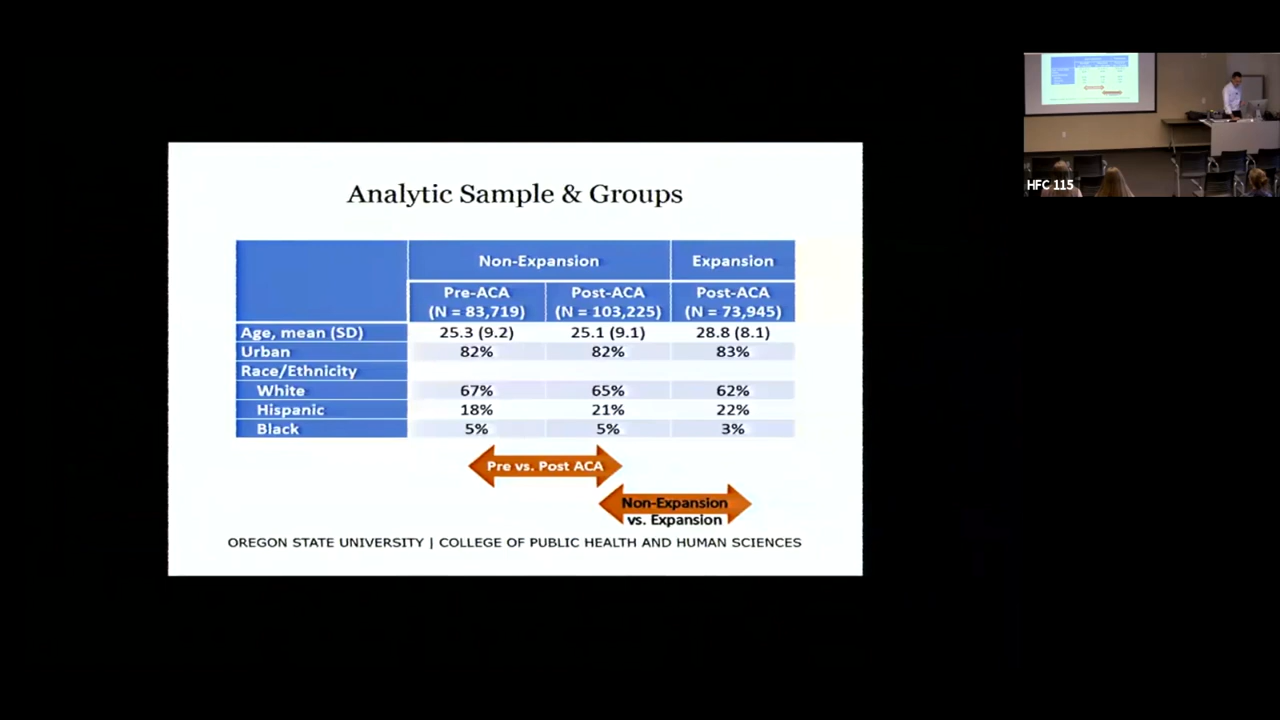 Analytic Sample & Groups
Non-Expansion Expansion
Pre-ACA Post-ACA Post-ACA
(N = 83,719) (N = 103,225) (N = 73,945)
Age, mean (SD) 25.3 (9.2) 25.1 (9.1) 28.8 (8.1)
Urban 82% 82% 83%
Race/Ethnicity
White 67% 65% 62%
Hispanic 18% 21% 22%
Black 5% 5% 3%
Pre vs. Post ACA
Non-Expansion
vs. Expansion
OREGON STATE UNIVERSITY | COLLEGE OF PUBLIC HEALTH AND HUMAN SCIENCES
HFC 115